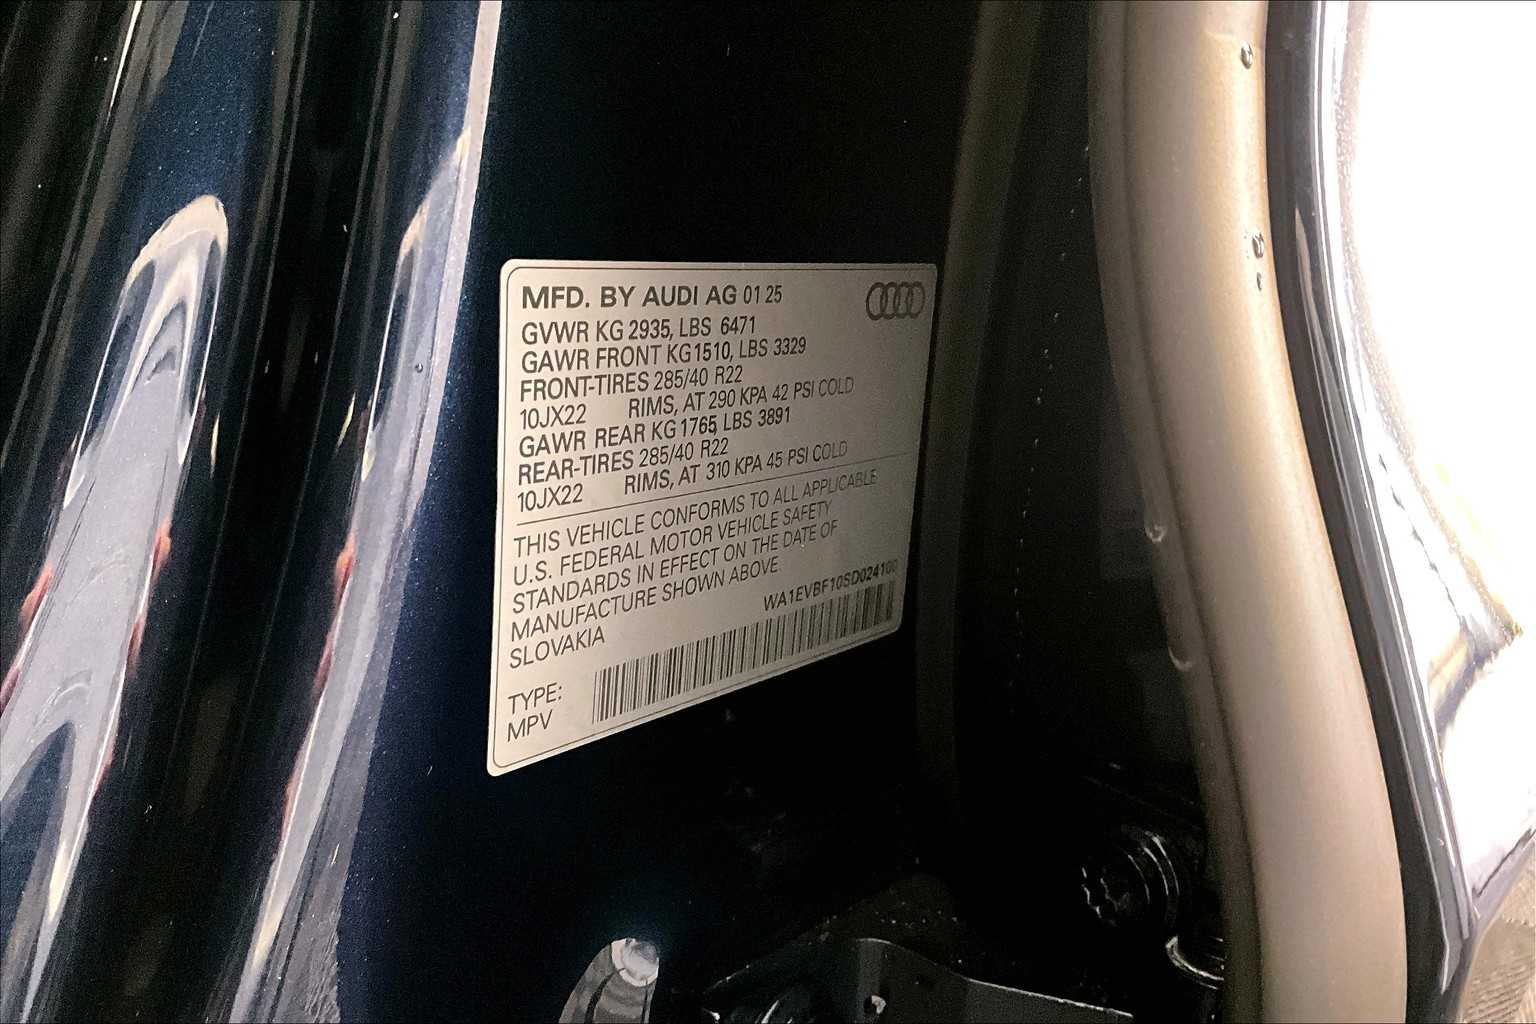 MFD. BY AUDI AG 01 25
GVWR KG 2935, LBS 6471
GAWR FRONT KG1510, LBS 3329
FRONT-TIRES 285/40 R22
10JX22 RIMS, AT 290 KPA 42 PSI COLD
GAWR REAR KG 1765, LBS 3891
REAR-TIRES 285/40 R22
10JX22 RIMS, AT 310 KPA 45 PSI COLD
THIS VEHICLE CONFORMS TO ALL APPLICABLE
U.S. FEDERAL MOTOR VEHICLE SAFETY
STANDARDS IN EFFECT ON THE DATE OF
MANUFACTURE SHOWN ABOVE
SLOVAKIA
WA1EVBF10SD024100
TYPE:
MPV